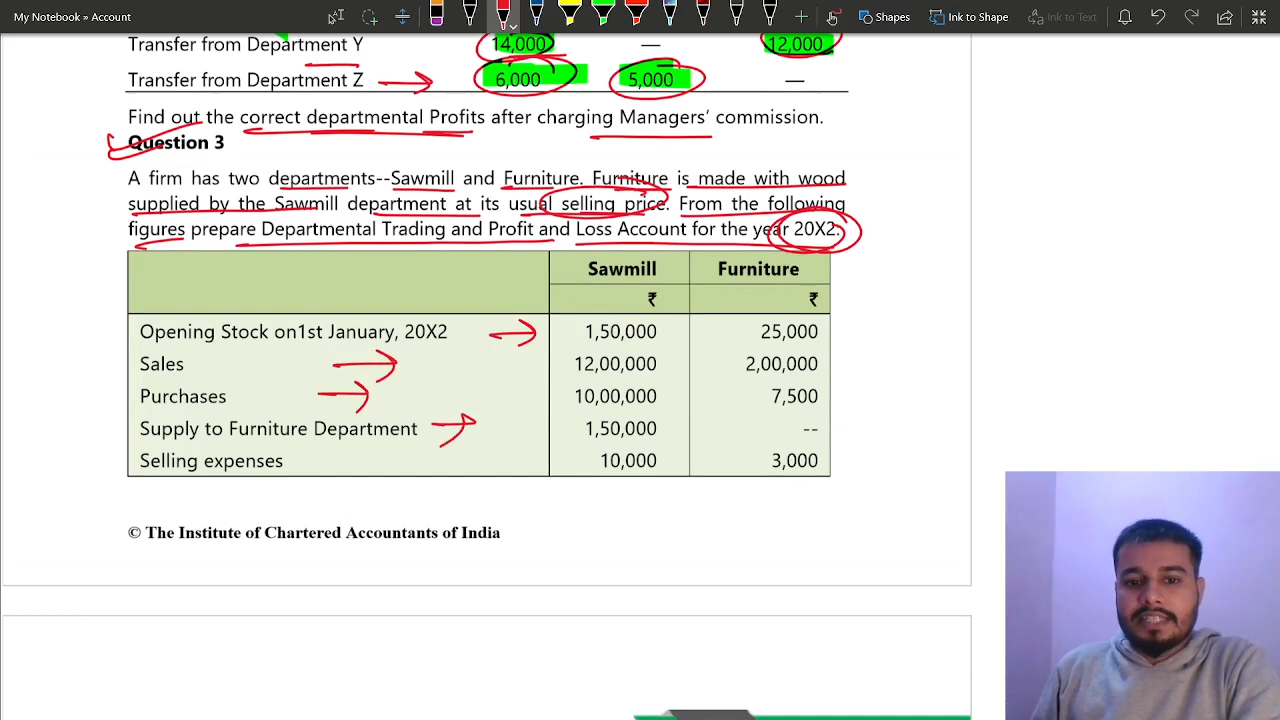 My Notebook » Account
Shapes
Ink to Shape
Ink to Text
Transfer from Department Y 14,000 — 12,000
Transfer from Department Z 6,000 5,000 —
Find out the correct departmental Profits after charging Managers’ commission.
Question 3
A firm has two departments--Sawmill and Furniture. Furniture is made with wood
supplied by the Sawmill department at its usual selling price. From the following
figures prepare Departmental Trading and Profit and Loss Account for the year 20X2.
Sawmill Furniture
₹ ₹
Opening Stock on1st January, 20X2 1,50,000 25,000
Sales 12,00,000 2,00,000
Purchases 10,00,000 7,500
Supply to Furniture Department 1,50,000 --
Selling expenses 10,000 3,000
© The Institute of Chartered Accountants of India